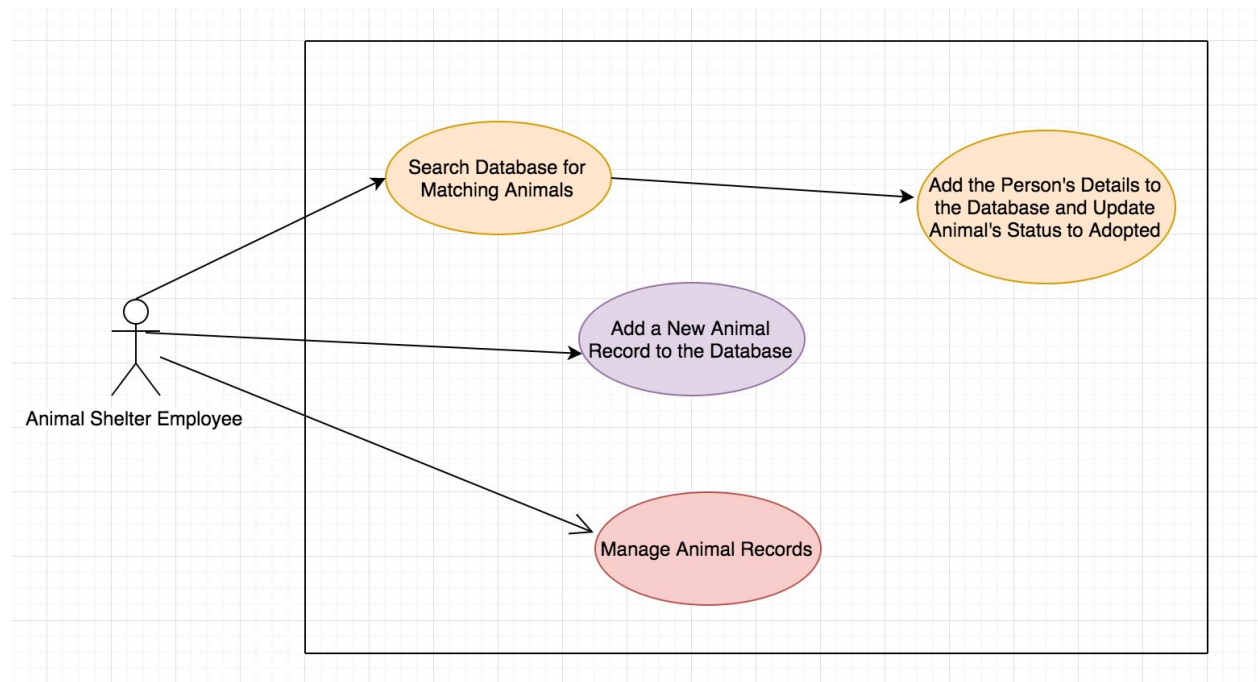 Search Database for
Matching Animals
Add the Person's Details to
the Database and Update
Animal's Status to Adopted
Add a New Animal
Record to the Database
Animal Shelter Employee
Manage Animal Records